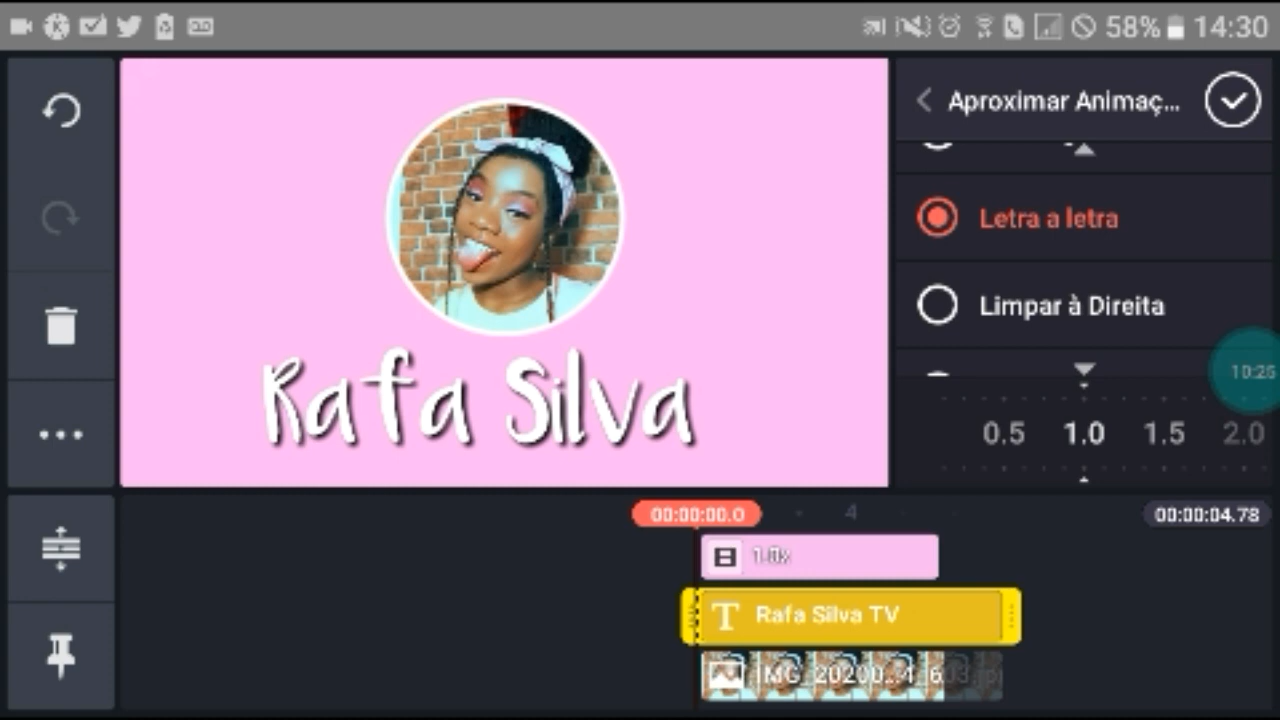 58% 14:30
Aproximar Animaç...
Letra a letra
Limpar à Direita
10:25
0.5 1.0 1.5 2.0
Rafa Silva
00:00:00.0 4 00:00:04.78
1.0x
T Rafa Silva TV